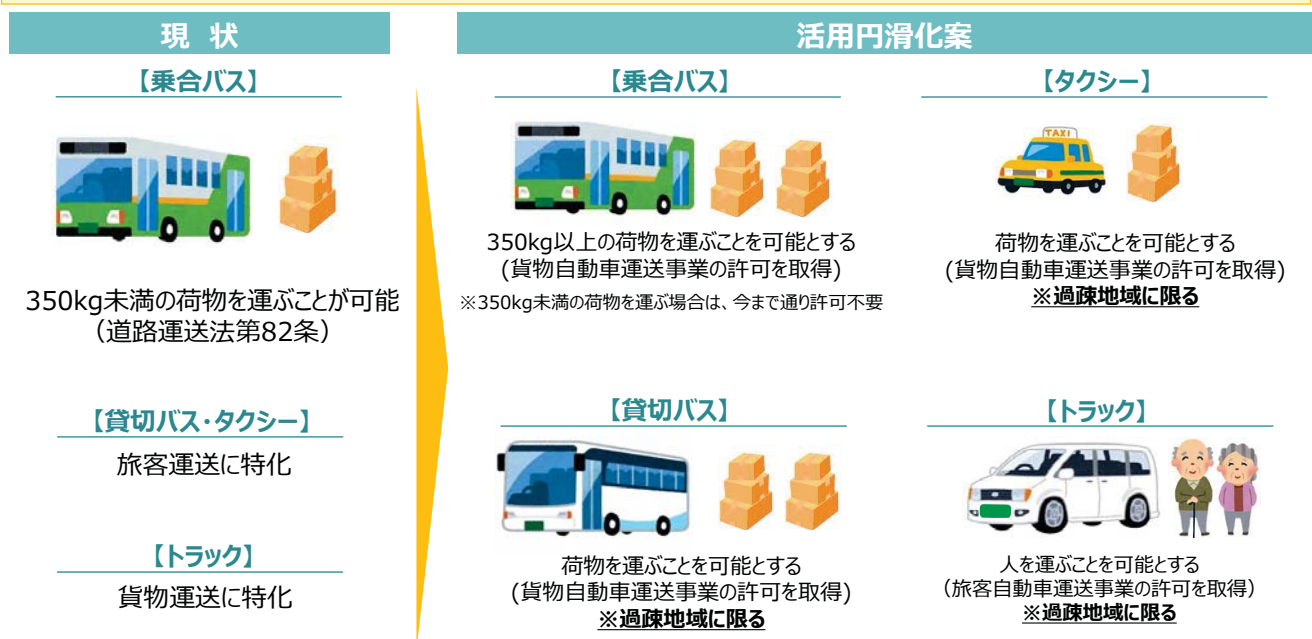 現 状
【乗合バス】
350kg未満の荷物を運ぶことが可能
(道路運送法第82条)
【貸切バス・タクシー】
旅客運送に特化
【トラック】
貨物運送に特化
活用円滑化案
【乗合バス】
350kg以上の荷物を運ぶことを可能とする
(貨物自動車運送事業の許可を取得)
※350kg未満の荷物を運ぶ場合は、今まで通り許可不要
【タクシー】
TAXI
荷物を運ぶことを可能とする
(貨物自動車運送事業の許可を取得)
※過疎地域に限る
【貸切バス】
荷物を運ぶことを可能とする
(貨物自動車運送事業の許可を取得)
※過疎地域に限る
【トラック】
人を運ぶことを可能とする
(旅客自動車運送事業の許可を取得)
※過疎地域に限る